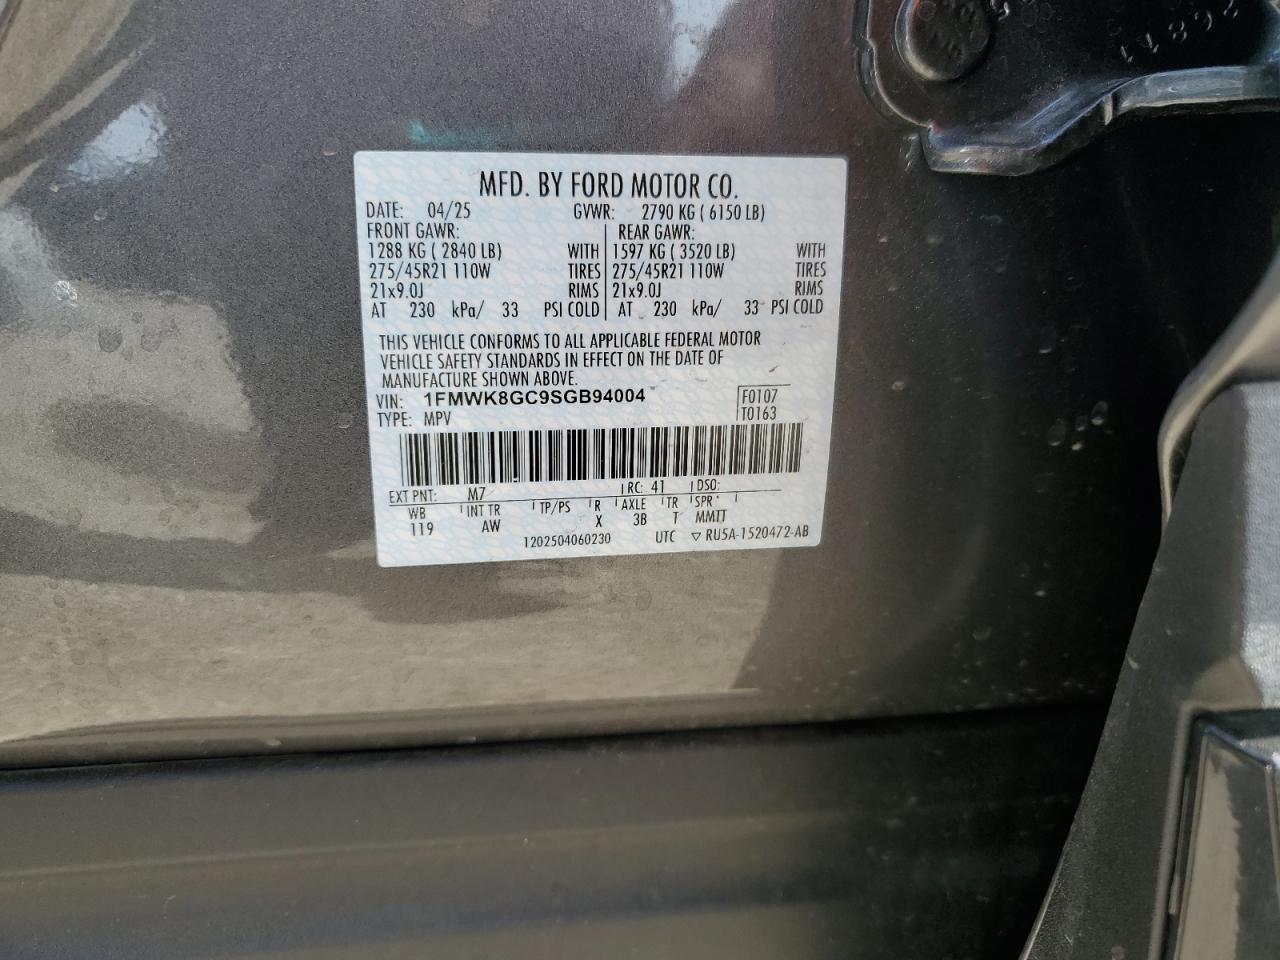 MFD. BY FORD MOTOR CO.
DATE: 04/25 GVWR: 2790 KG ( 6150 LB)
FRONT GAWR: REAR GAWR:
1288 KG ( 2840 LB) WITH 1597 KG ( 3520 LB) WITH
275/45R21 110W TIRES 275/45R21 110W TIRES
21x9.0J RIMS 21x9.0J RIMS
AT 230 kPa/ 33 PSI COLD AT 230 kPa/ 33 PSI COLD
THIS VEHICLE CONFORMS TO ALL APPLICABLE FEDERAL MOTOR
VEHICLE SAFETY STANDARDS IN EFFECT ON THE DATE OF
MANUFACTURE SHOWN ABOVE.
VIN: 1FMWK8GC9SGB94004 F0107
TYPE: MPV T0163
EXT PNT: M7 RC: 41 DSO:
WB INT TR TP/PS R AXLE TR SPR
119 AW X 3B T MMTT
1202504060230 UTC ▽ RU5A-1520472-AB